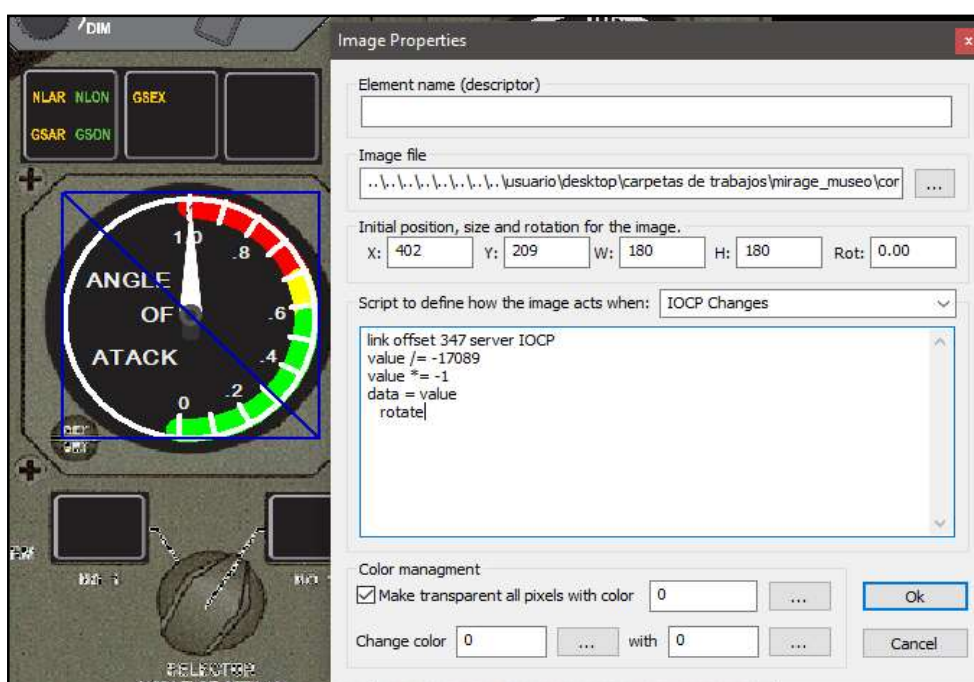 DIM
NLAR NLON
GSAR GSON
GSEX
1.0
.8
ANGLE
OF
.6
ATACK
.4
.2
0
SELECTOR
Image Properties
x
Element name (descriptor)
Image file
..\..\..\..\..\..\..\..\usuario\desktop\carpetas de trabajos\mirage_museo\cor
...
Initial position, size and rotation for the image.
X: 402 Y: 209 W: 180 H: 180 Rot: 0.00
Script to define how the image acts when: IOCP Changes
link offset 347 server IOCP
value /= -17089
value *= -1
data = value
rotate
Color managment
Make transparent all pixels with color 0 ... Ok
Change color 0 ... with 0 ... Cancel